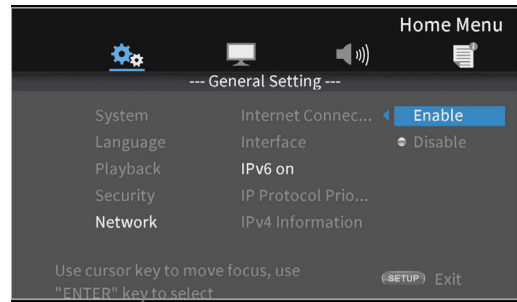 Home Menu
--- General Setting ---
System
Internet Connec...
Enable
Language
Interface
Disable
Playback
IPv6 on
Security
IP Protocol Prio...
Network
IPv4 Information
Use cursor key to move focus, use
"ENTER" key to select
SETUP Exit